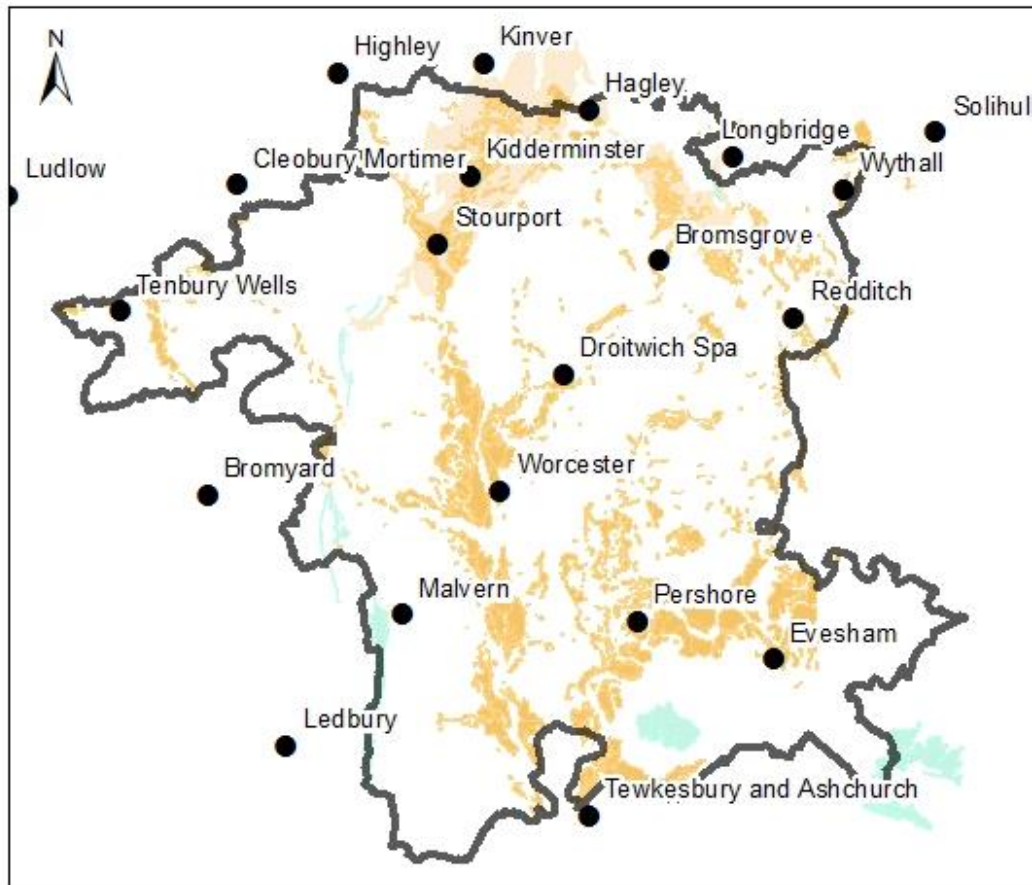 N
Highley
Kinver
Hagley
Solihul
Longbridge
Ludlow
Cleobury Mortimer
Kidderminster
Wythall
Stourport
Bromsgrove
Tenbury Wells
Redditch
Droitwich Spa
Bromyard
Worcester
Malvern
Pershore
Evesham
Ledbury
Tewkesbury and Ashchurch